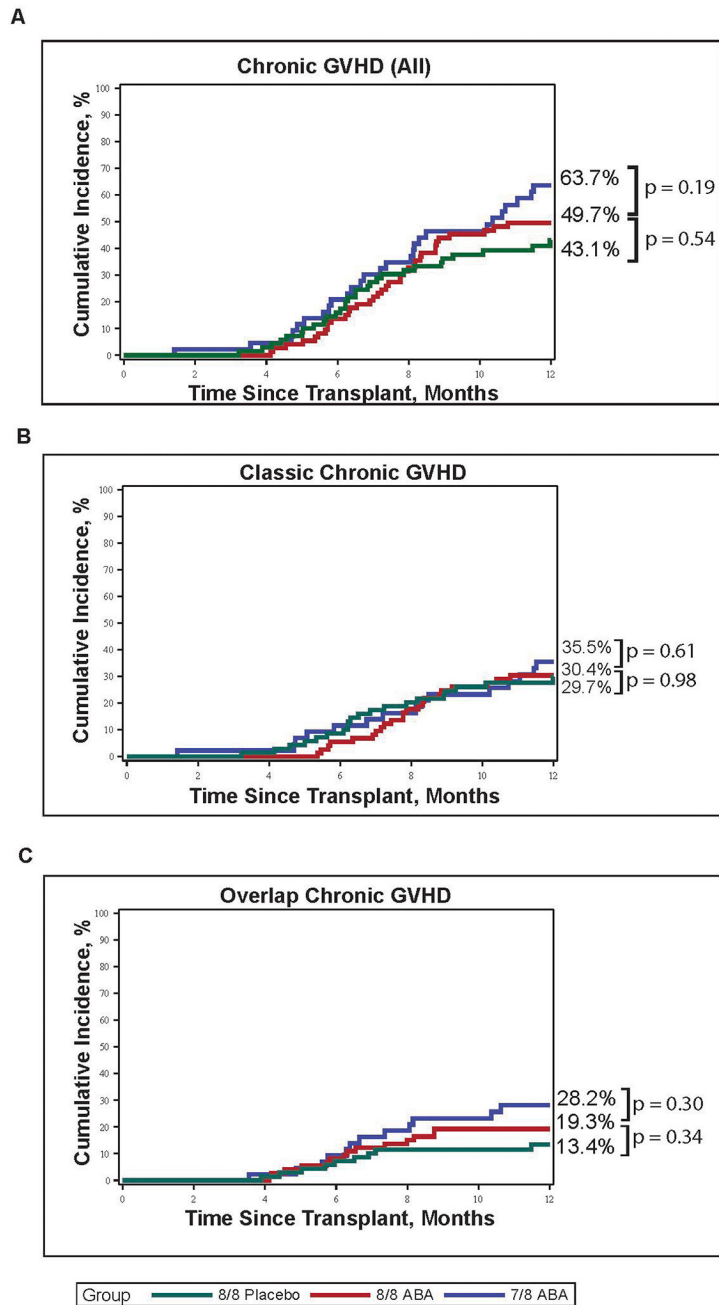 A
Chronic GVHD (All)
Cumulative Incidence, %
100
90
80
70
60
50
40
30
20
10
0
0 2 4 6 8 10 12
Time Since Transplant, Months
63.7%
49.7%
43.1%
p = 0.19
p = 0.54
B
Classic Chronic GVHD
Cumulative Incidence, %
100
90
80
70
60
50
40
30
20
10
0
0 2 4 6 8 10 12
Time Since Transplant, Months
35.5%
30.4%
29.7%
p = 0.61
p = 0.98
C
Overlap Chronic GVHD
Cumulative Incidence, %
100
90
80
70
60
50
40
30
20
10
0
0 2 4 6 8 10 12
Time Since Transplant, Months
28.2%
19.3%
13.4%
p = 0.30
p = 0.34
Group 8/8 Placebo 8/8 ABA 7/8 ABA